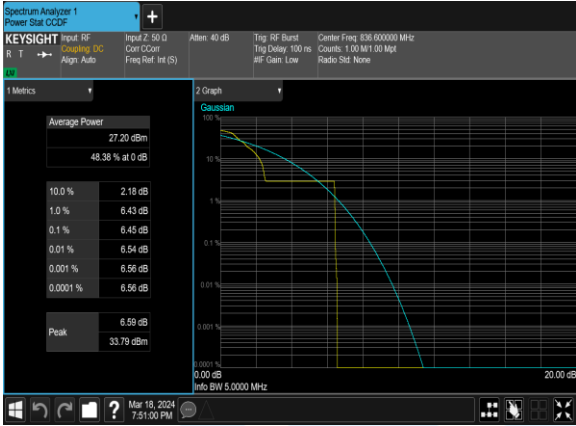 Spectrum Analyzer 1
Power Stat CCDF
+
KEYSIGHT
R T
LXI
Input: RF
Coupling: DC
Align: Auto
Input Z: 50 Ω
Corr CCorr
Freq Ref: Int (S)
Atten: 40 dB
Trig: RF Burst
Trig Delay: 100 ns
#IF Gain: Low
Center Freq: 836.600000 MHz
Counts: 1.00 M/1.00 Mpt
Radio Std: None
1 Metrics
Average Power
27.20 dBm
48.38 % at 0 dB
10.0 % 2.18 dB
1.0 % 6.43 dB
0.1 % 6.45 dB
0.01 % 6.54 dB
0.001 % 6.56 dB
0.0001 % 6.56 dB
Peak
6.59 dB
33.79 dBm
2 Graph
Gaussian
100 %
10 %
1 %
0.1 %
0.01 %
0.001 %
0.0001 %
0.00 dB 20.00 dB
Info BW 5.0000 MHz
?
Mar 18, 2024
7:51:00 PM